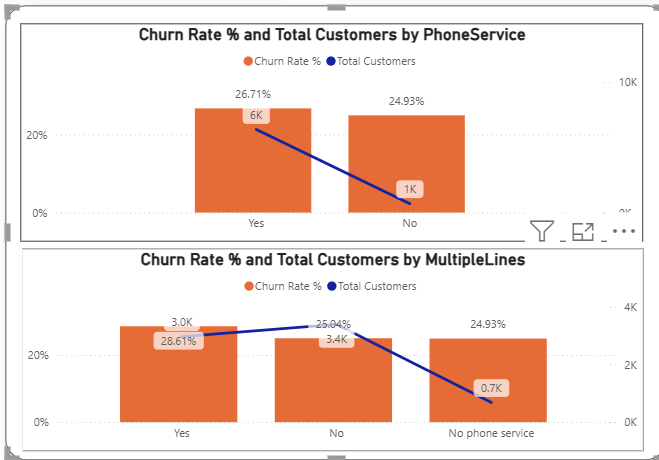 Churn Rate % and Total Customers by PhoneService
Churn Rate % Total Customers
10K
26.71% 24.93%
6K
20%
1K
0% 0K
Yes No
Churn Rate % and Total Customers by MultipleLines
Churn Rate % Total Customers
4K
3.0K 25.04% 24.93%
28.61% 3.4K
20% 2K
0.7K
0% 0K
Yes No No phone service